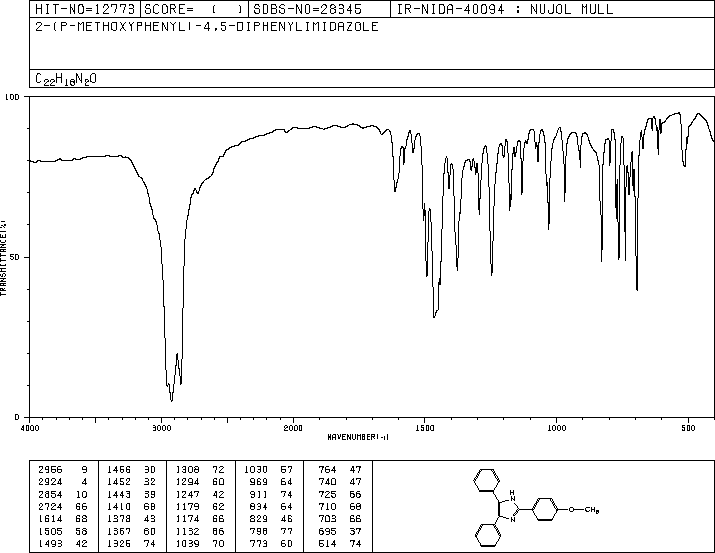 HIT-NO=12773 SCORE= ( ) SDBS-NO=28345 IR-NIDA-40094 : NUJOL MULL
2-(P-METHOXYPHENYL)-4,5-DIPHENYLIMIDAZOLE
C22H18N2O
100
50
0
TRANSMITTANCE(%)
4000 3000 2000 1500 1000 500
WAVENUMBER(-1)
2956 9 1466 30 1308 72 1030 57 764 47
2924 4 1452 32 1294 60 969 64 740 47
2854 10 1443 39 1247 42 911 74 725 66
2724 66 1410 68 1179 62 834 64 710 68
1614 68 1378 43 1174 66 829 46 703 66
1505 58 1367 60 1132 86 798 77 695 37
1493 42 1326 74 1039 70 773 60 514 74
H
N
N
O CH3